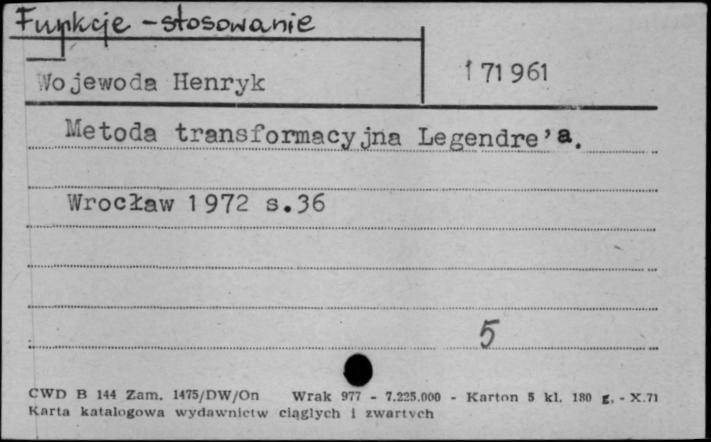 Funkcje - stosowanie
Wojewoda Henryk
171961
Metoda transformacyjna Legendre'a.
Wrocław 1972 s.36
5
CWD B 144 Zam. 1475/DW/On Wrak 977 - 7.225.000 - Karton 5 kl. 180 g. - X.71
Karta katalogowa wydawnictw ciągłych i zwartych